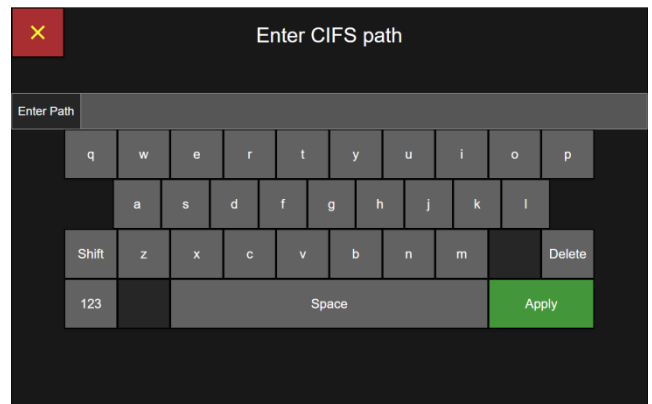 × Enter CIFS path
Enter Path
q w e r t y u i o p
a s d f g h j k l
Shift z x c v b n m Delete
123 Space Apply